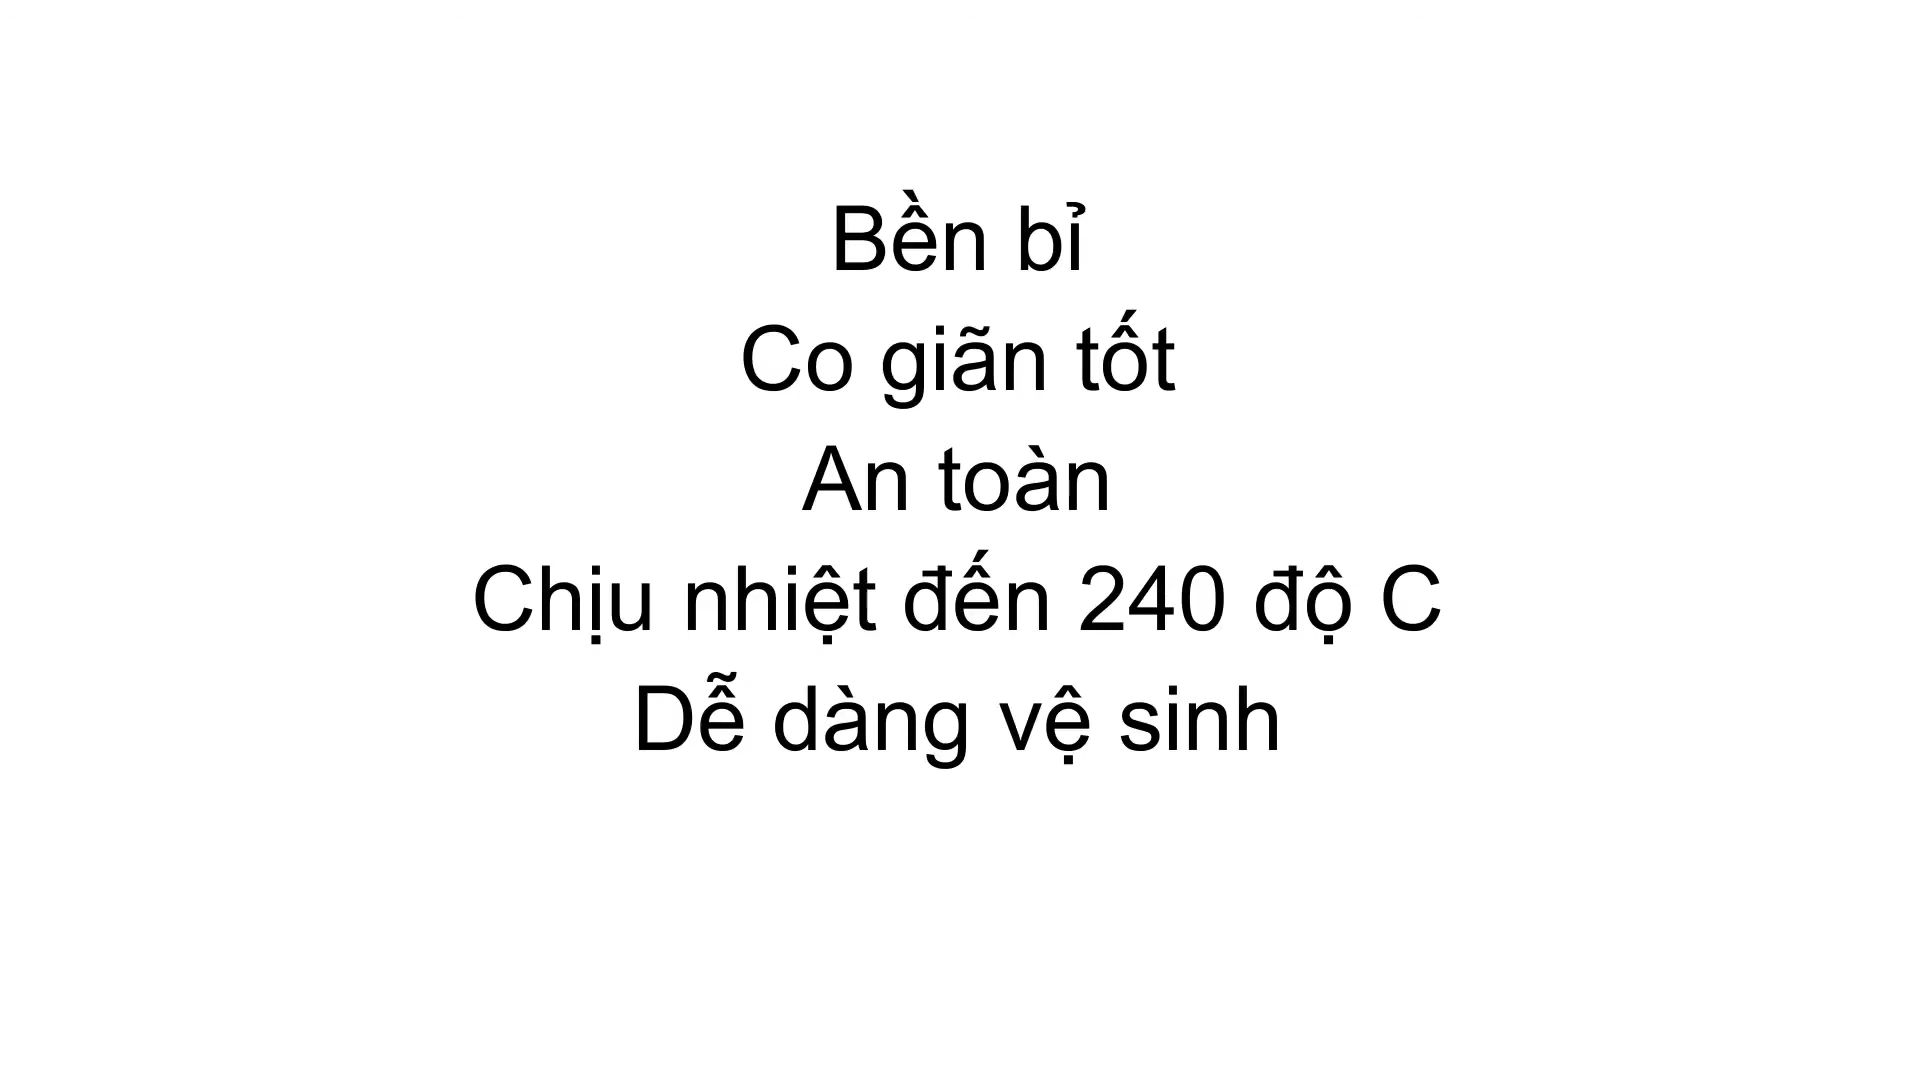 Bền bỉ
Co giãn tốt
An toàn
Chịu nhiệt đến 240 độ C
Dễ dàng vệ sinh